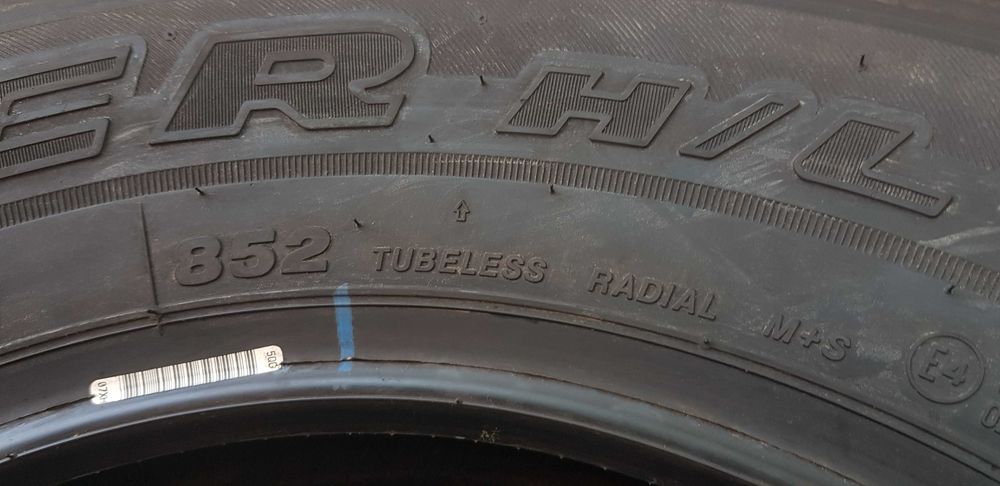 ER H/L
852 TUBELESS RADIAL M+S E4